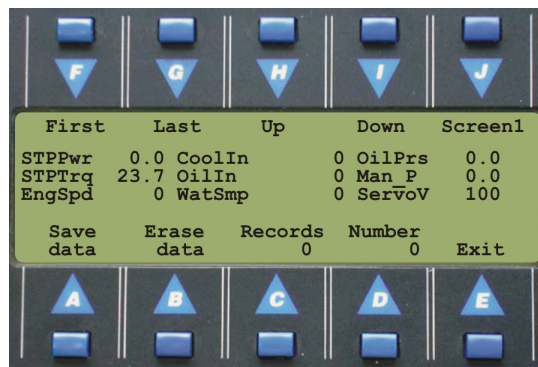 F G H I J
First Last Up Down Screen1
STPPwr 0.0 CoolIn 0 OilPrs 0.0
STPTrq 23.7 OilIn 0 Man_P 0.0
EngSpd 0 WatSmp 0 ServoV 100
Save Erase Records Number
data data 0 0 Exit
A B C D E